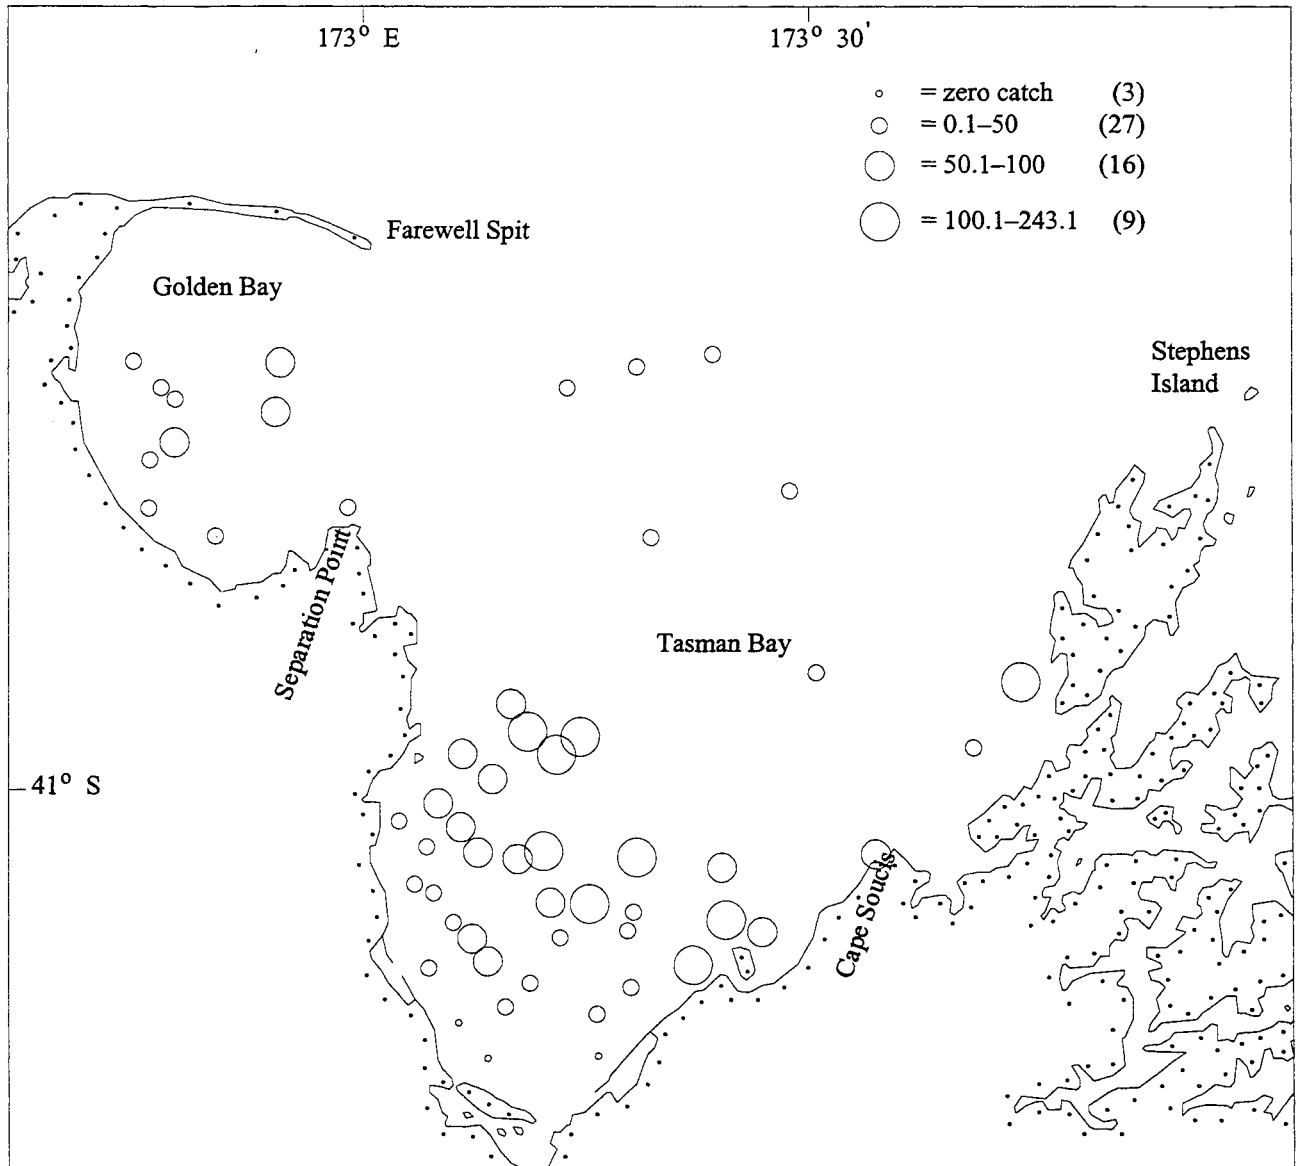 173° E
173° 30'
= zero catch (3)
= 0.1–50 (27)
= 50.1–100 (16)
= 100.1–243.1 (9)
Farewell Spit
Golden Bay
Stephens
Island
Separation Point
Tasman Bay
41° S
Cape Soucis